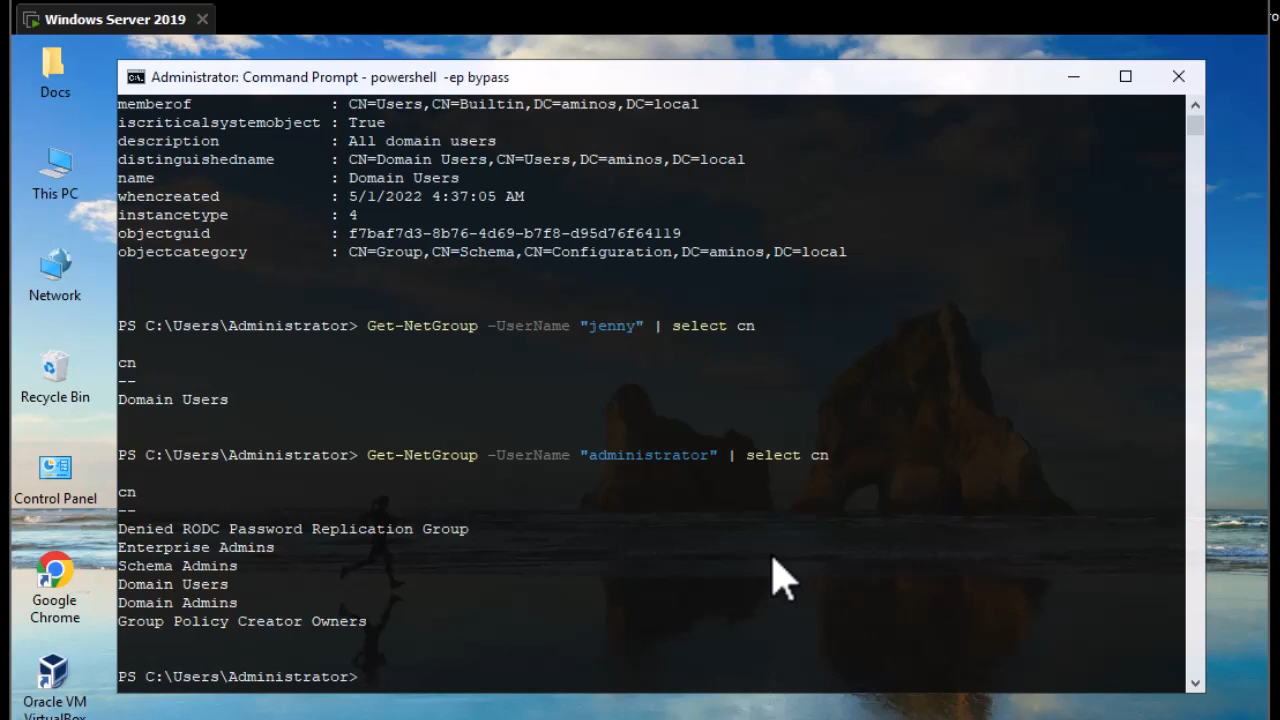 Windows Server 2019
Docs
This PC
Network
Recycle Bin
Control Panel
Google
Chrome
Oracle VM
VirtualBox
Administrator: Command Prompt - powershell -ep bypass
memberof : CN=Users,CN=Builtin,DC=aminos,DC=local
iscriticalsystemobject : True
description : All domain users
distinguishedname : CN=Domain Users,CN=Users,DC=aminos,DC=local
name : Domain Users
whencreated : 5/1/2022 4:37:05 AM
instancetype : 4
objectguid : f7baf7d3-8b76-4d69-b7f8-d95d76f64119
objectcategory : CN=Group,CN=Schema,CN=Configuration,DC=aminos,DC=local
PS C:\Users\Administrator> Get-NetGroup -UserName "jenny" | select cn
cn
--
Domain Users
PS C:\Users\Administrator> Get-NetGroup -UserName "administrator" | select cn
cn
--
Denied RODC Password Replication Group
Enterprise Admins
Schema Admins
Domain Users
Domain Admins
Group Policy Creator Owners
PS C:\Users\Administrator>